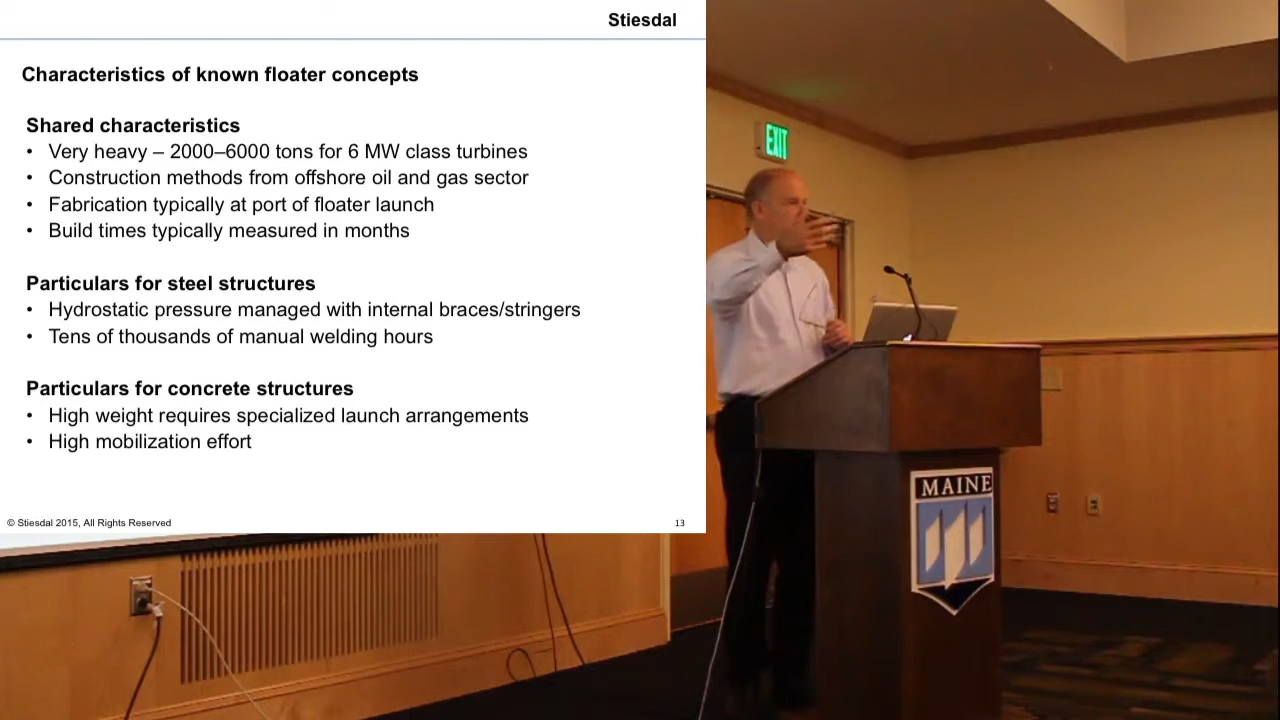 Stiesdal
Characteristics of known floater concepts
Shared characteristics
• Very heavy – 2000–6000 tons for 6 MW class turbines
• Construction methods from offshore oil and gas sector
• Fabrication typically at port of floater launch
• Build times typically measured in months
Particulars for steel structures
• Hydrostatic pressure managed with internal braces/stringers
• Tens of thousands of manual welding hours
Particulars for concrete structures
• High weight requires specialized launch arrangements
• High mobilization effort
© Stiesdal 2015, All Rights Reserved
13
EXIT
MAINE